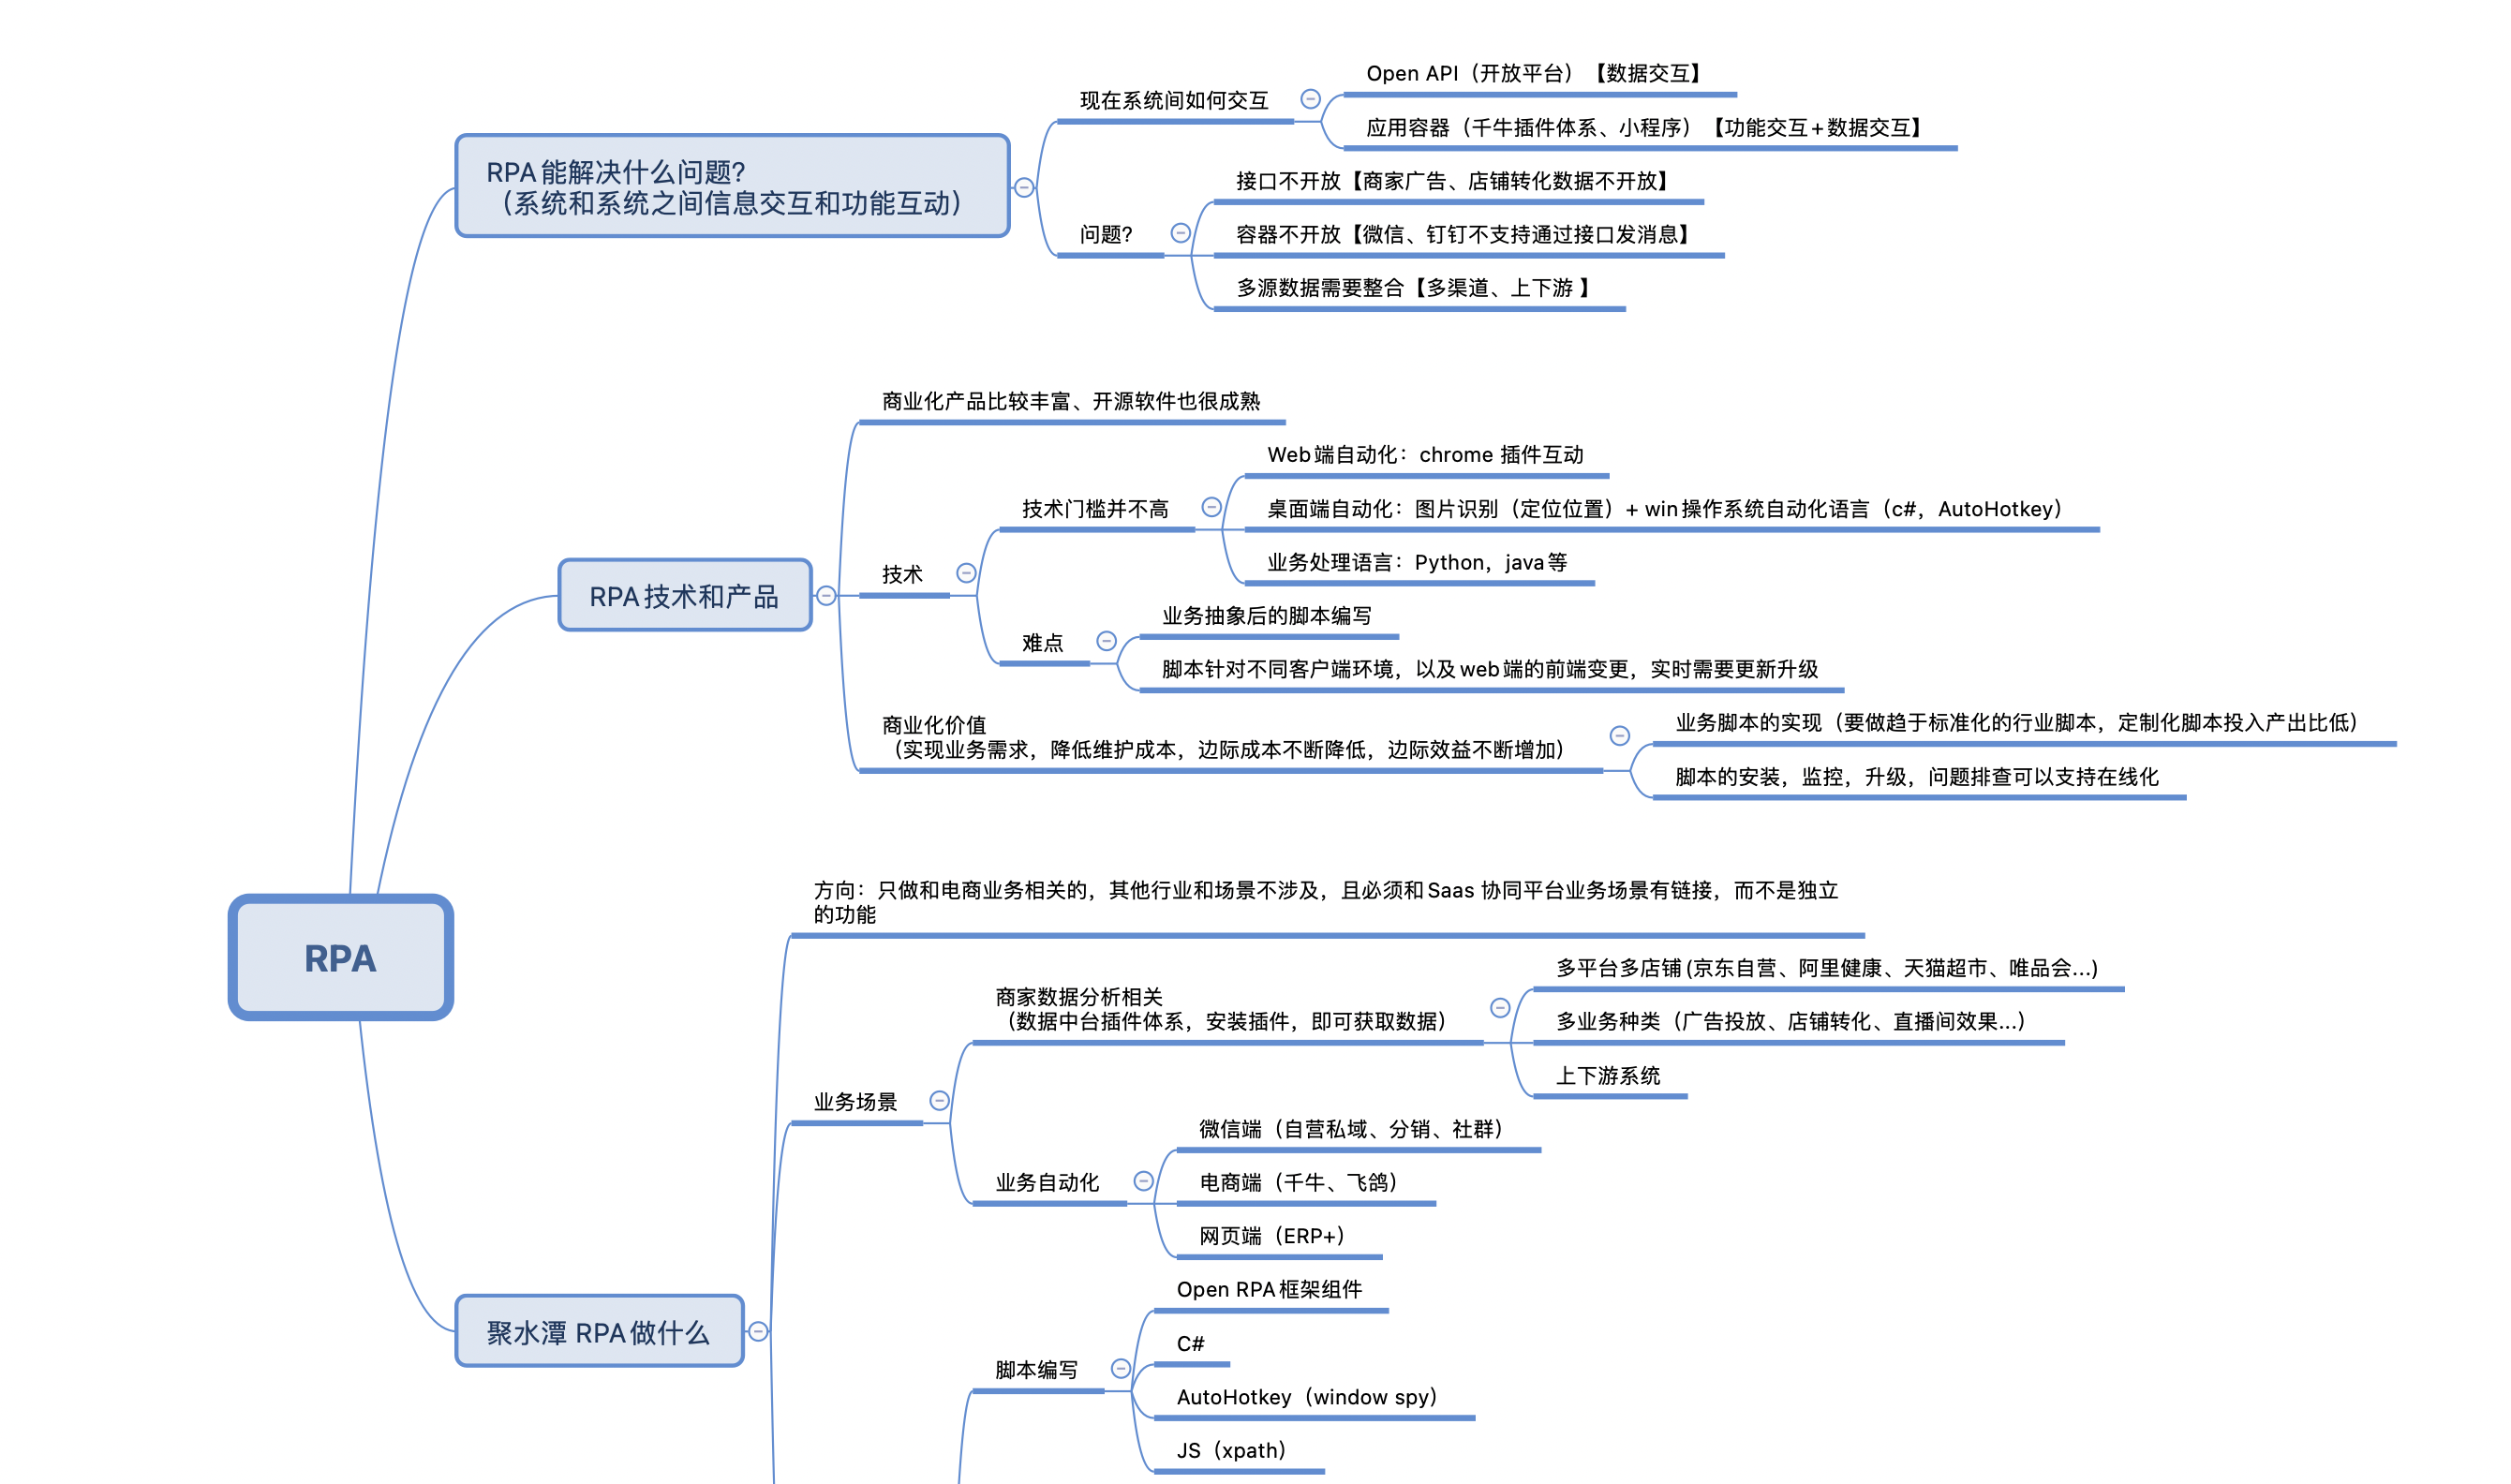 Open API（开放平台）【数据交互】
现在系统间如何交互
应用容器（千牛插件体系、小程序）【功能交互+数据交互】
RPA能解决什么问题?
（系统和系统之间信息交互和功能互动）
接口不开放【商家广告、店铺转化数据不开放】
问题?
容器不开放【微信、钉钉不支持通过接口发消息】
多源数据需要整合【多渠道、上下游 】
商业化产品比较丰富、开源软件也很成熟
Web端自动化：chrome 插件互动
技术门槛并不高
桌面端自动化：图片识别（定位位置）+ win操作系统自动化语言（c#，AutoHotkey）
业务处理语言：Python，java等
RPA技术和产品
技术
业务抽象后的脚本编写
难点
脚本针对不同客户端环境，以及web端的前端变更，实时需要更新升级
商业化价值
（实现业务需求，降低维护成本，边际成本不断降低，边际效益不断增加）
业务脚本的实现（要做趋于标准化的行业脚本，定制化脚本投入产出比低）
脚本的安装，监控，升级，问题排查可以支持在线化
RPA
方向：只做和电商业务相关的，其他行业和场景不涉及，且必须和Saas 协同平台业务场景有链接，而不是独立
的功能
多平台多店铺(京东自营、阿里健康、天猫超市、唯品会...)
商家数据分析相关
（数据中台插件体系，安装插件，即可获取数据）
多业务种类（广告投放、店铺转化、直播间效果...）
上下游系统
业务场景
微信端（自营私域、分销、社群）
业务自动化
电商端（千牛、飞鸽）
网页端（ERP+）
聚水潭 RPA做什么
Open RPA框架组件
C#
脚本编写
AutoHotkey（window spy）
JS（xpath）